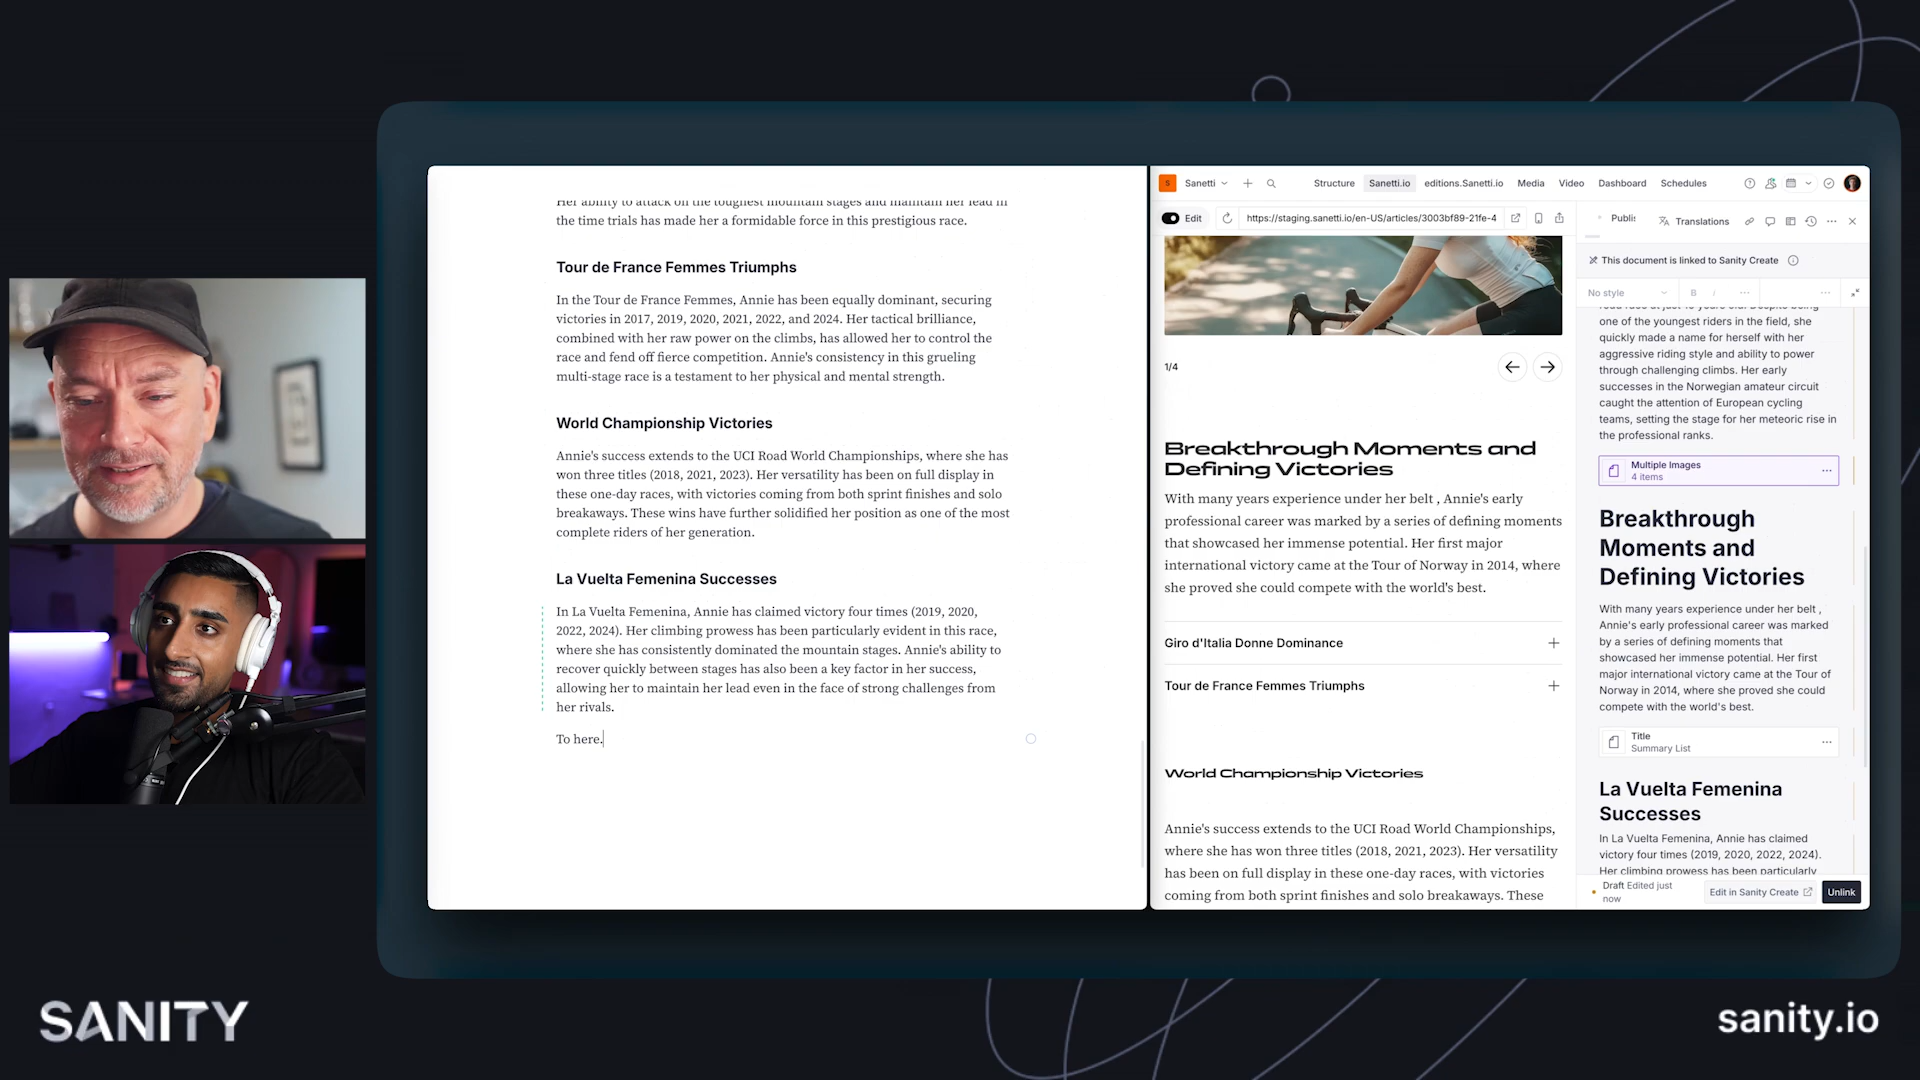 Her ability to attack on the toughest mountain stages and maintain her lead in
the time trials has made her a formidable force in this prestigious race.
Tour de France Femmes Triumphs
In the Tour de France Femmes, Annie has been equally dominant, securing
victories in 2017, 2019, 2020, 2021, 2022, and 2024. Her tactical brilliance,
combined with her raw power on the climbs, has allowed her to control the
race and fend off fierce competition. Annie's consistency in this grueling
multi-stage race is a testament to her physical and mental strength.
World Championship Victories
Annie's success extends to the UCI Road World Championships, where she has
won three titles (2018, 2021, 2023). Her versatility has been on full display in
these one-day races, with victories coming from both sprint finishes and solo
breakaways. These wins have further solidified her position as one of the most
complete riders of her generation.
La Vuelta Femenina Successes
In La Vuelta Femenina, Annie has claimed victory four times (2019, 2020,
2022, 2024). Her climbing prowess has been particularly evident in this race,
where she has consistently dominated the mountain stages. Annie's ability to
recover quickly between stages has also been a key factor in her success,
allowing her to maintain her lead even in the face of strong challenges from
her rivals.
To here.
S Sanetti
Structure Sanetti.io editions.Sanetti.io Media Video Dashboard Schedules
Edit https://staging.sanetti.io/en-US/articles/3003bf89-21fe-4
1/4
Breakthrough Moments and
Defining Victories
With many years experience under her belt , Annie's early
professional career was marked by a series of defining moments
that showcased her immense potential. Her first major
international victory came at the Tour of Norway in 2014, where
she proved she could compete with the world's best.
Giro d'Italia Donne Dominance
Tour de France Femmes Triumphs
World Championship Victories
Annie's success extends to the UCI Road World Championships,
where she has won three titles (2018, 2021, 2023). Her versatility
has been on full display in these one-day races, with victories
coming from both sprint finishes and solo breakaways. These
Publis Translations
This document is linked to Sanity Create
No style B i
one of the youngest riders in the field, she
quickly made a name for herself with her
aggressive riding style and ability to power
through challenging climbs. Her early
successes in the Norwegian amateur circuit
caught the attention of European cycling
teams, setting the stage for her meteoric rise in
the professional ranks.
Multiple Images
4 items
Breakthrough
Moments and
Defining Victories
With many years experience under her belt ,
Annie's early professional career was marked
by a series of defining moments that
showcased her immense potential. Her first
major international victory came at the Tour of
Norway in 2014, where she proved she could
compete with the world's best.
Title
Summary List
La Vuelta Femenina
Successes
In La Vuelta Femenina, Annie has claimed
victory four times (2019, 2020, 2022, 2024).
Her climbing prowess has been particularly
Draft Edited just
now
Edit in Sanity Create
Unlink
SANITY
sanity.io